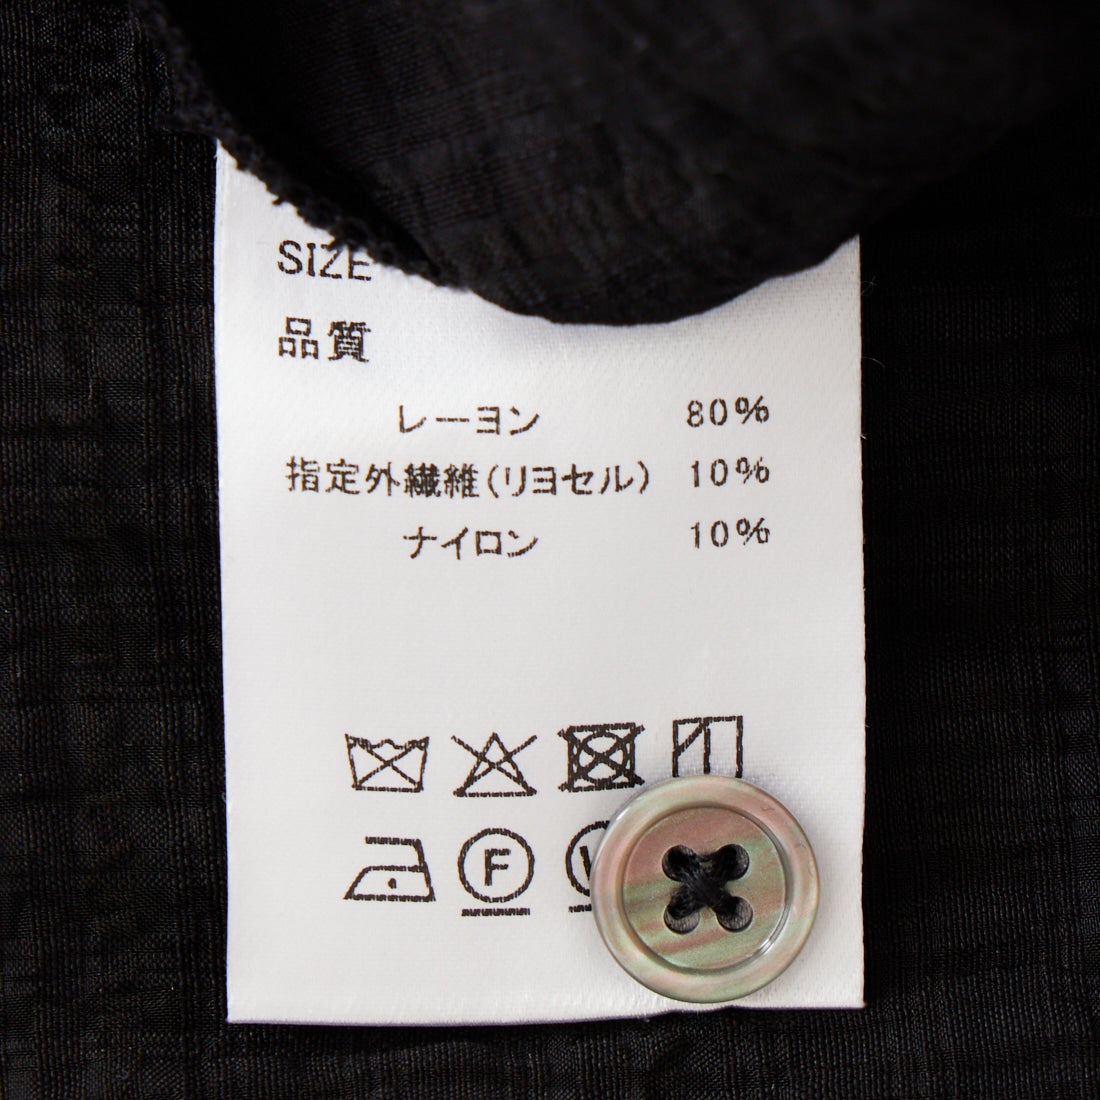 SIZE
品質
レーヨン 80%
指定外繊維(リヨセル) 10%
ナイロン 10%
F